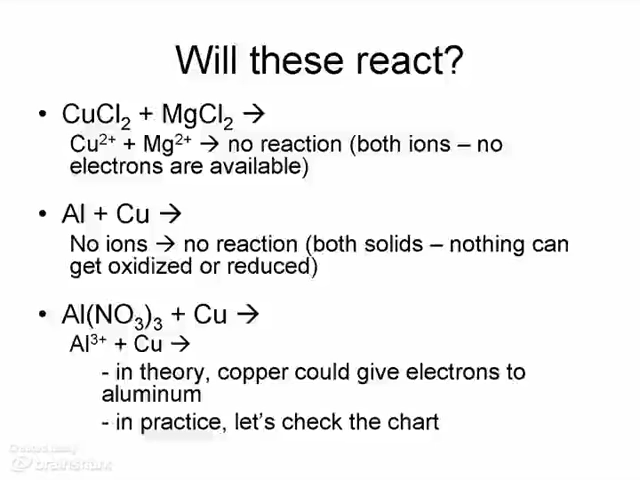 Will these react?
• CuCl₂ + MgCl₂ →
Cu²⁺ + Mg²⁺ → no reaction (both ions – no
electrons are available)
• Al + Cu →
No ions → no reaction (both solids – nothing can
get oxidized or reduced)
• Al(NO₃)₃ + Cu →
Al³⁺ + Cu →
- in theory, copper could give electrons to
aluminum
- in practice, let’s check the chart